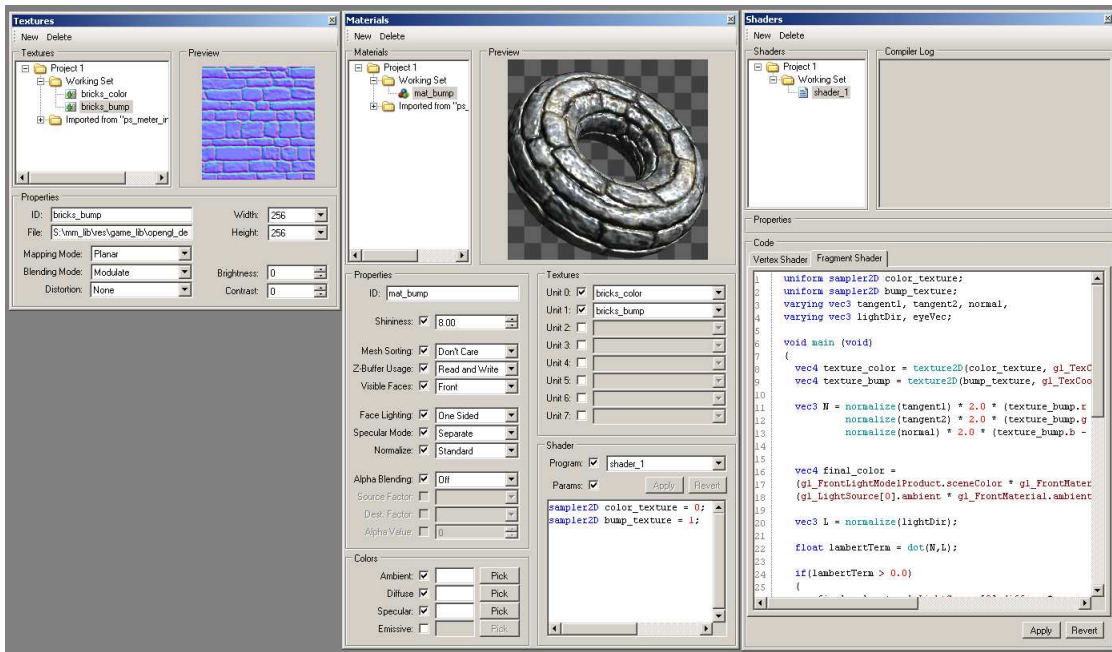 Textures
New Delete
Textures
Project 1
Working Set
bricks_color
bricks_bump
Imported from "ps_meter_ir
Preview
Properties
ID: bricks_bump
File: S:\mm_lib\res\game_lib\opengl_de
Width: 256
Height: 256
Mapping Mode: Planar
Blending Mode: Modulate
Distortion: None
Brightness: 0
Contrast: 0
Materials
New Delete
Materials
Project 1
Working Set
mat_bump
Imported from "ps_
Preview
Properties
ID: mat_bump
Shininess: 8.00
Mesh Sorting: Don't Care
Z-Buffer Usage: Read and Write
Visible Faces: Front
Face Lighting: One Sided
Specular Mode: Separate
Normalize: Standard
Alpha Blending: Off
Source Factor:
Dest. Factor:
Alpha Value: 0
Colors
Ambient: Pick
Diffuse Pick
Specular: Pick
Emissive: Pick
Textures
Unit 0: bricks_color
Unit 1: bricks_bump
Unit 2:
Unit 3:
Unit 4:
Unit 5:
Unit 6:
Unit 7:
Shader
Program: shader_1
Params: Apply Revert
sampler2D color_texture = 0;
sampler2D bump_texture = 1;
Shaders
New Delete
Shaders
Project 1
Working Set
shader_1
Compiler Log
Properties
Code
Vertex Shader Fragment Shader
1 uniform sampler2D color_texture;
2 uniform sampler2D bump_texture;
3 varying vec3 tangent1, tangent2, normal,
4 varying vec3 lightDir, eyeVec;
5
6 void main (void)
7 {
8 vec4 texture_color = texture2D(color_texture, gl_TexC
9 vec4 texture_bump = texture2D(bump_texture, gl_TexCoo
10
11 vec3 N = normalize(tangent1) * 2.0 * (texture_bump.r
12 normalize(tangent2) * 2.0 * (texture_bump.g
13 normalize(normal) * 2.0 * (texture_bump.b -
14
15
16 vec4 final_color =
17 (gl_FrontLightModelProduct.sceneColor * gl_FrontMater
18 (gl_LightSource[0].ambient * gl_FrontMaterial.ambient
19
20 vec3 L = normalize(lightDir);
21
22 float lambertTerm = dot(N,L);
23
24 if(lambertTerm > 0.0)
25 {
Apply Revert